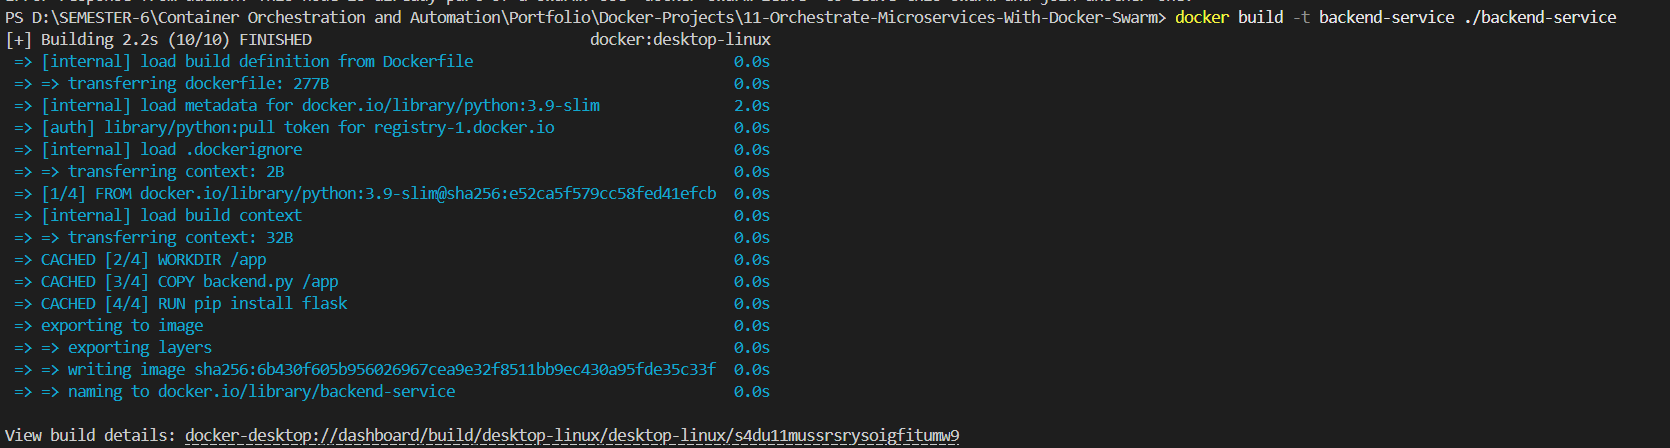 PS D:\SEMESTER-6\Container Orchestration and Automation\Portfolio\Docker-Projects\11-Orchestrate-Microservices-With-Docker-Swarm> docker build -t backend-service ./backend-service
[+] Building 2.2s (10/10) FINISHED docker:desktop-linux
=> [internal] load build definition from Dockerfile 0.0s
=> => transferring dockerfile: 277B 0.0s
=> [internal] load metadata for docker.io/library/python:3.9-slim 2.0s
=> [auth] library/python:pull token for registry-1.docker.io 0.0s
=> [internal] load .dockerignore 0.0s
=> => transferring context: 2B 0.0s
=> [1/4] FROM docker.io/library/python:3.9-slim@sha256:e52ca5f579cc58fed41efcb 0.0s
=> [internal] load build context 0.0s
=> => transferring context: 32B 0.0s
=> CACHED [2/4] WORKDIR /app 0.0s
=> CACHED [3/4] COPY backend.py /app 0.0s
=> CACHED [4/4] RUN pip install flask 0.0s
=> exporting to image 0.0s
=> => exporting layers 0.0s
=> => writing image sha256:6b430f605b956026967cea9e32f8511bb9ec430a95fde35c33f 0.0s
=> => naming to docker.io/library/backend-service 0.0s
View build details: docker-desktop://dashboard/build/desktop-linux/desktop-linux/s4du11mussrsrysoigfitumw9